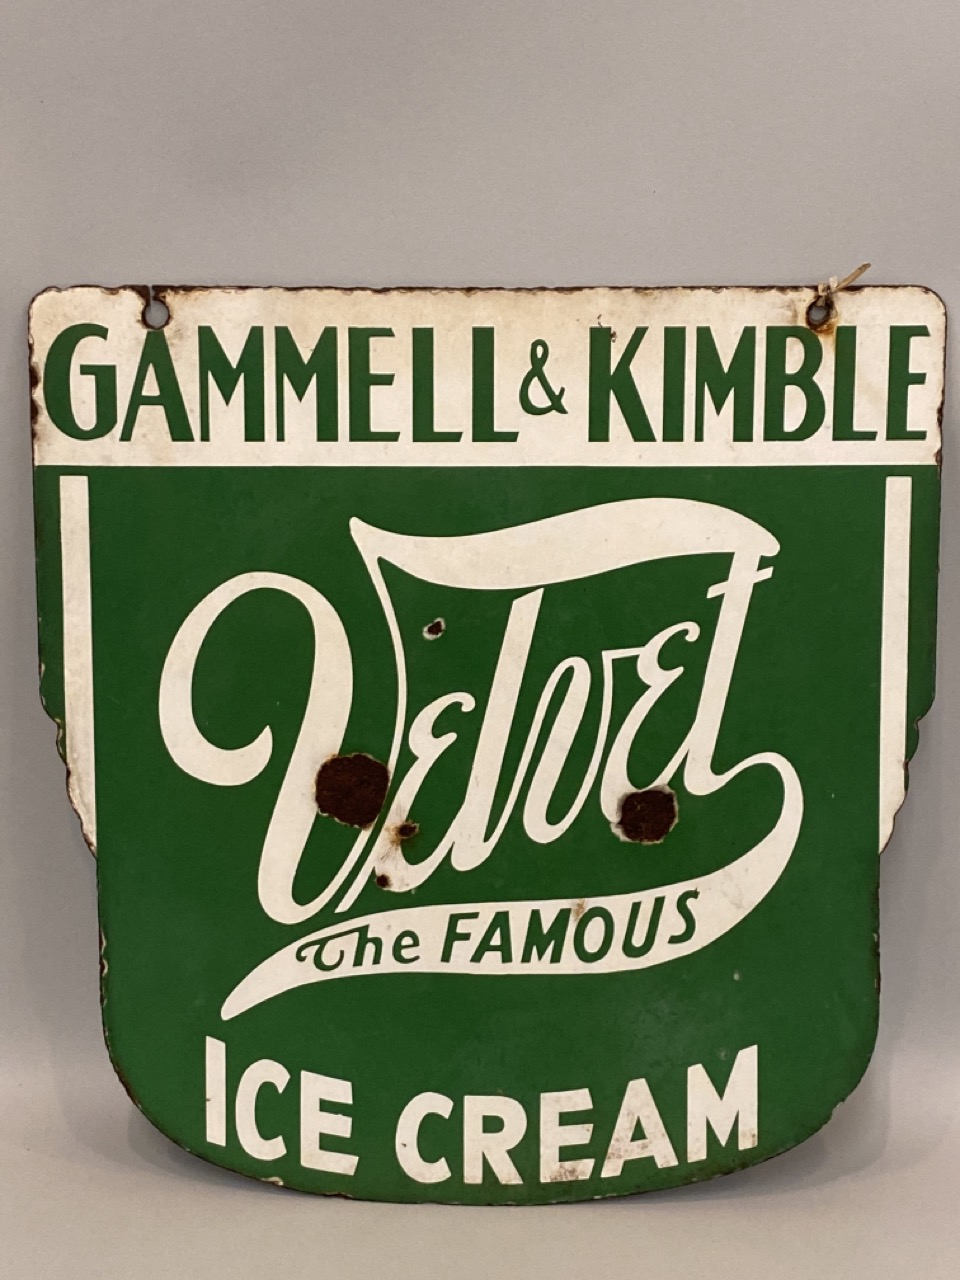 GAMMELL & KIMBLE
Velvet
The FAMOUS
ICE CREAM